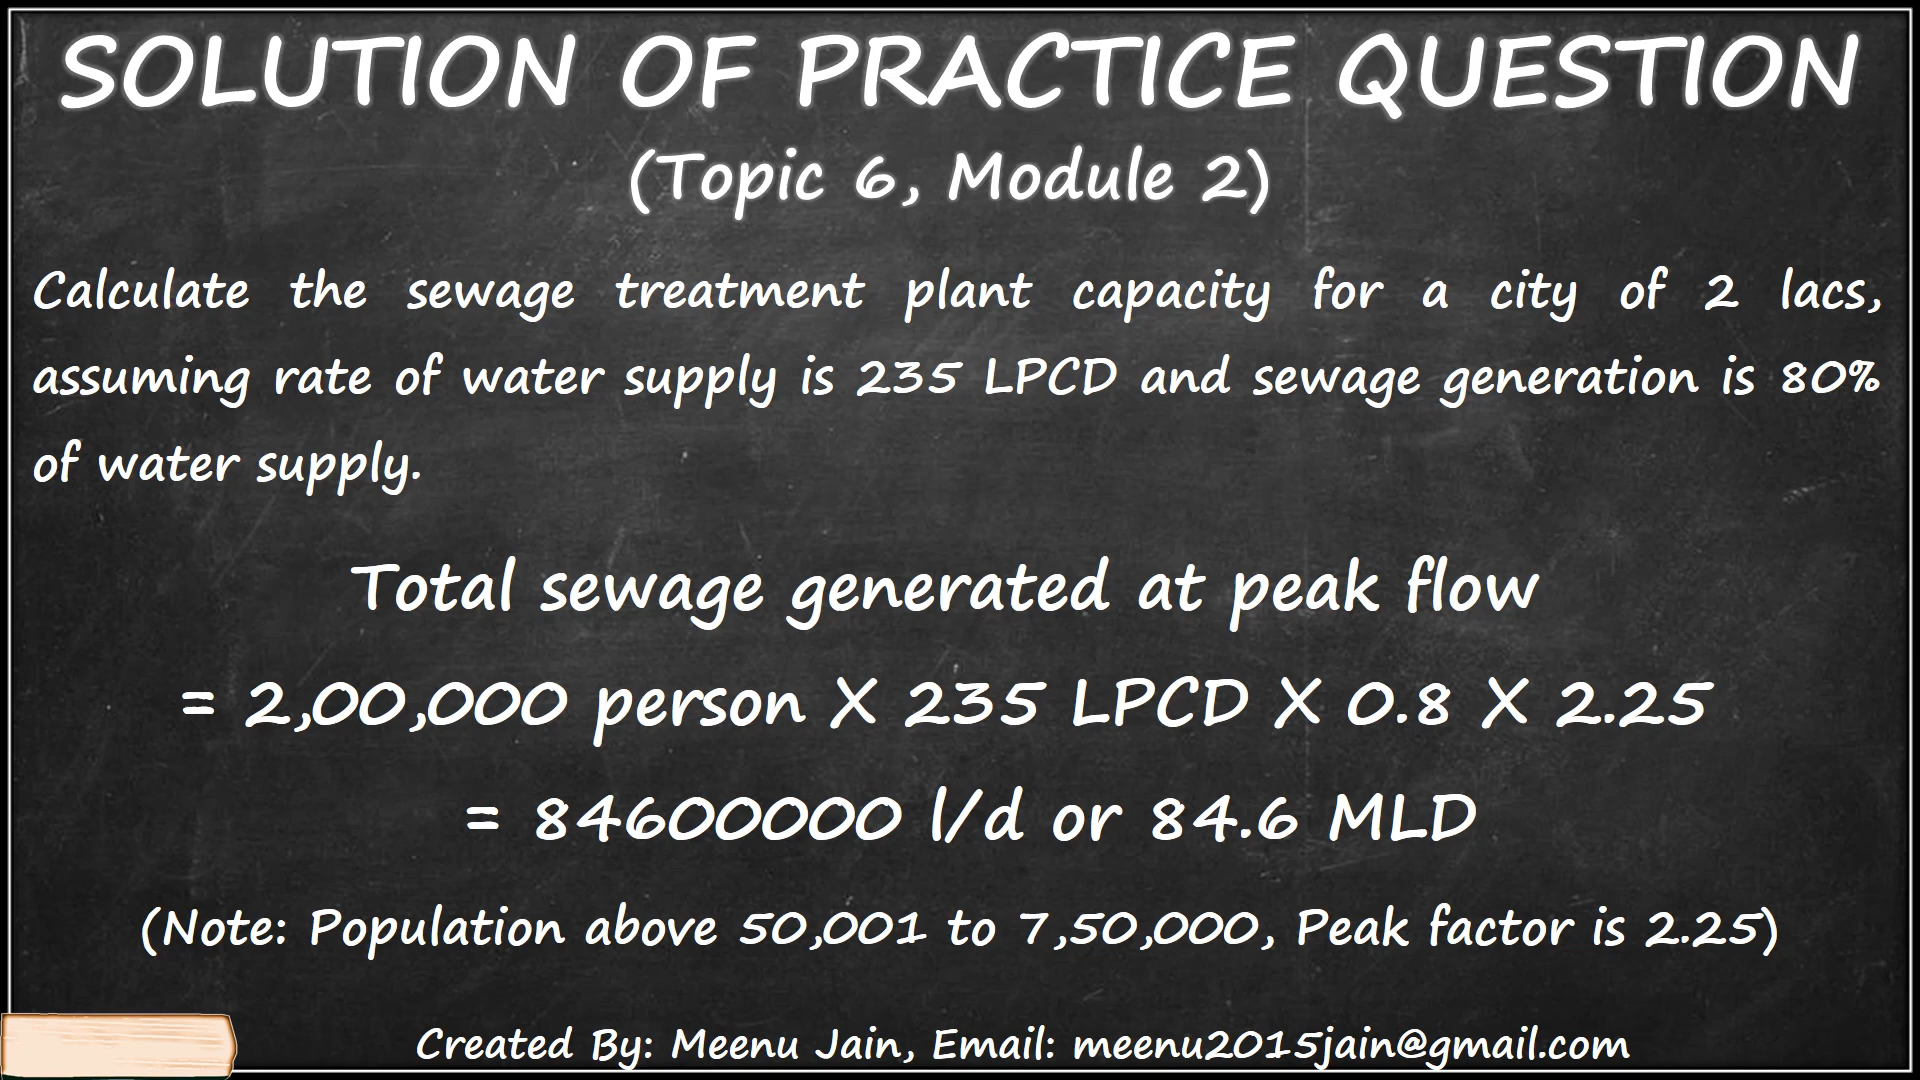 SOLUTION OF PRACTICE QUESTION
(Topic 6, Module 2)
Calculate the sewage treatment plant capacity for a city of 2 lacs,
assuming rate of water supply is 235 LPCD and sewage generation is 80%
of water supply.
Total sewage generated at peak flow
= 2,00,000 person X 235 LPCD X 0.8 X 2.25
= 84600000 l/d or 84.6 MLD
(Note: Population above 50,001 to 7,50,000, Peak factor is 2.25)
Created By: Meenu Jain, Email: meenu2015jain@gmail.com